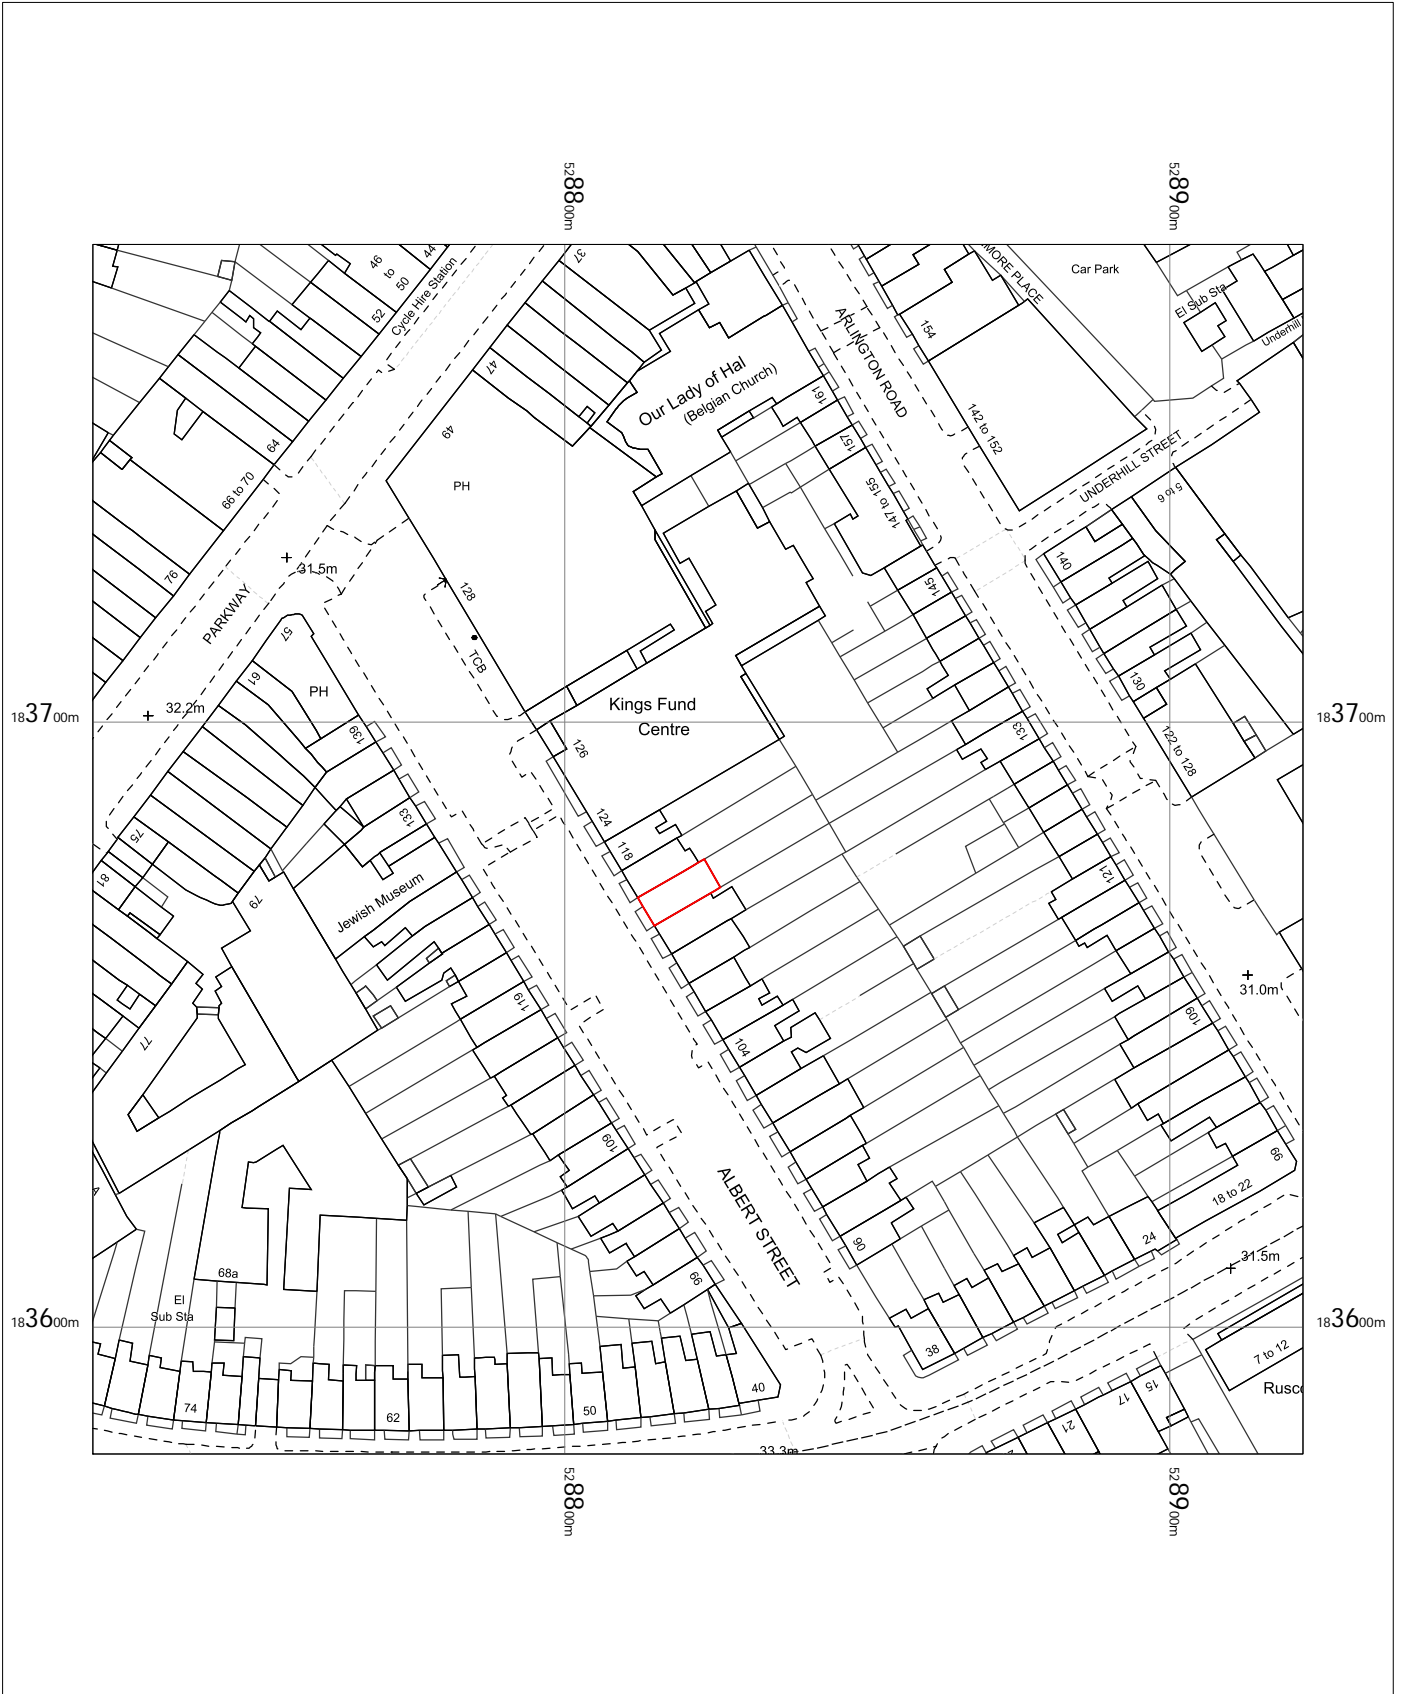 5288 00m
5289 00m
46
to
50
44
52
Cycle Hire Station
37
47
49
PH
64
66 to 70
76
PARKWAY
31.5m
32.2m
128
TCB
57
61
PH
139
133
Jewish Museum
75
81
79
77
119
109
Our Lady of Hal
(Belgian Church)
ARLINGTON ROAD
154
MORE PLACE
Car Park
El Sub Sta
Underhill
161
157
147 to 155
142 to 152
UNDERHILL STREET
5 to 6
145
140
130
133
122 to 128
1837 00m
1837 00m
Kings Fund
Centre
126
124
118
121
104
31.0m
109
99
18 to 22
24
31.5m
ALBERT STREET
90
99
68a
El
Sub Sta
1836 00m
1836 00m
38
7 to 12
Rusc
74
62
50
40
15
17
21
33.3m
5288 00m
5289 00m